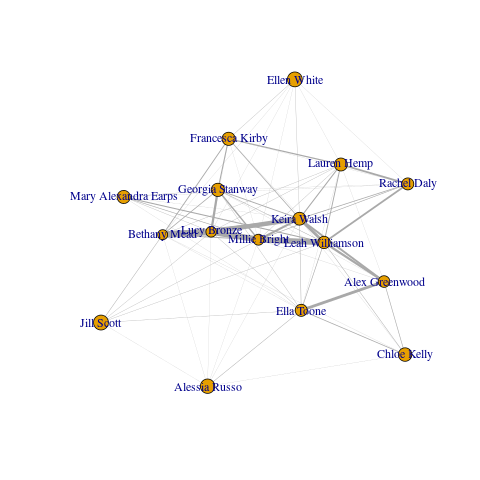 Ellen White
Francesca Kirby
Lauren Hemp
Rachel Daly
Georgia Stanway
Mary Alexandra Earps
Keira Walsh
Lucy Bronze
Bethany Mead
Millie Bright
Leah Williamson
Alex Greenwood
Ella Toone
Jill Scott
Chloe Kelly
Alessia Russo